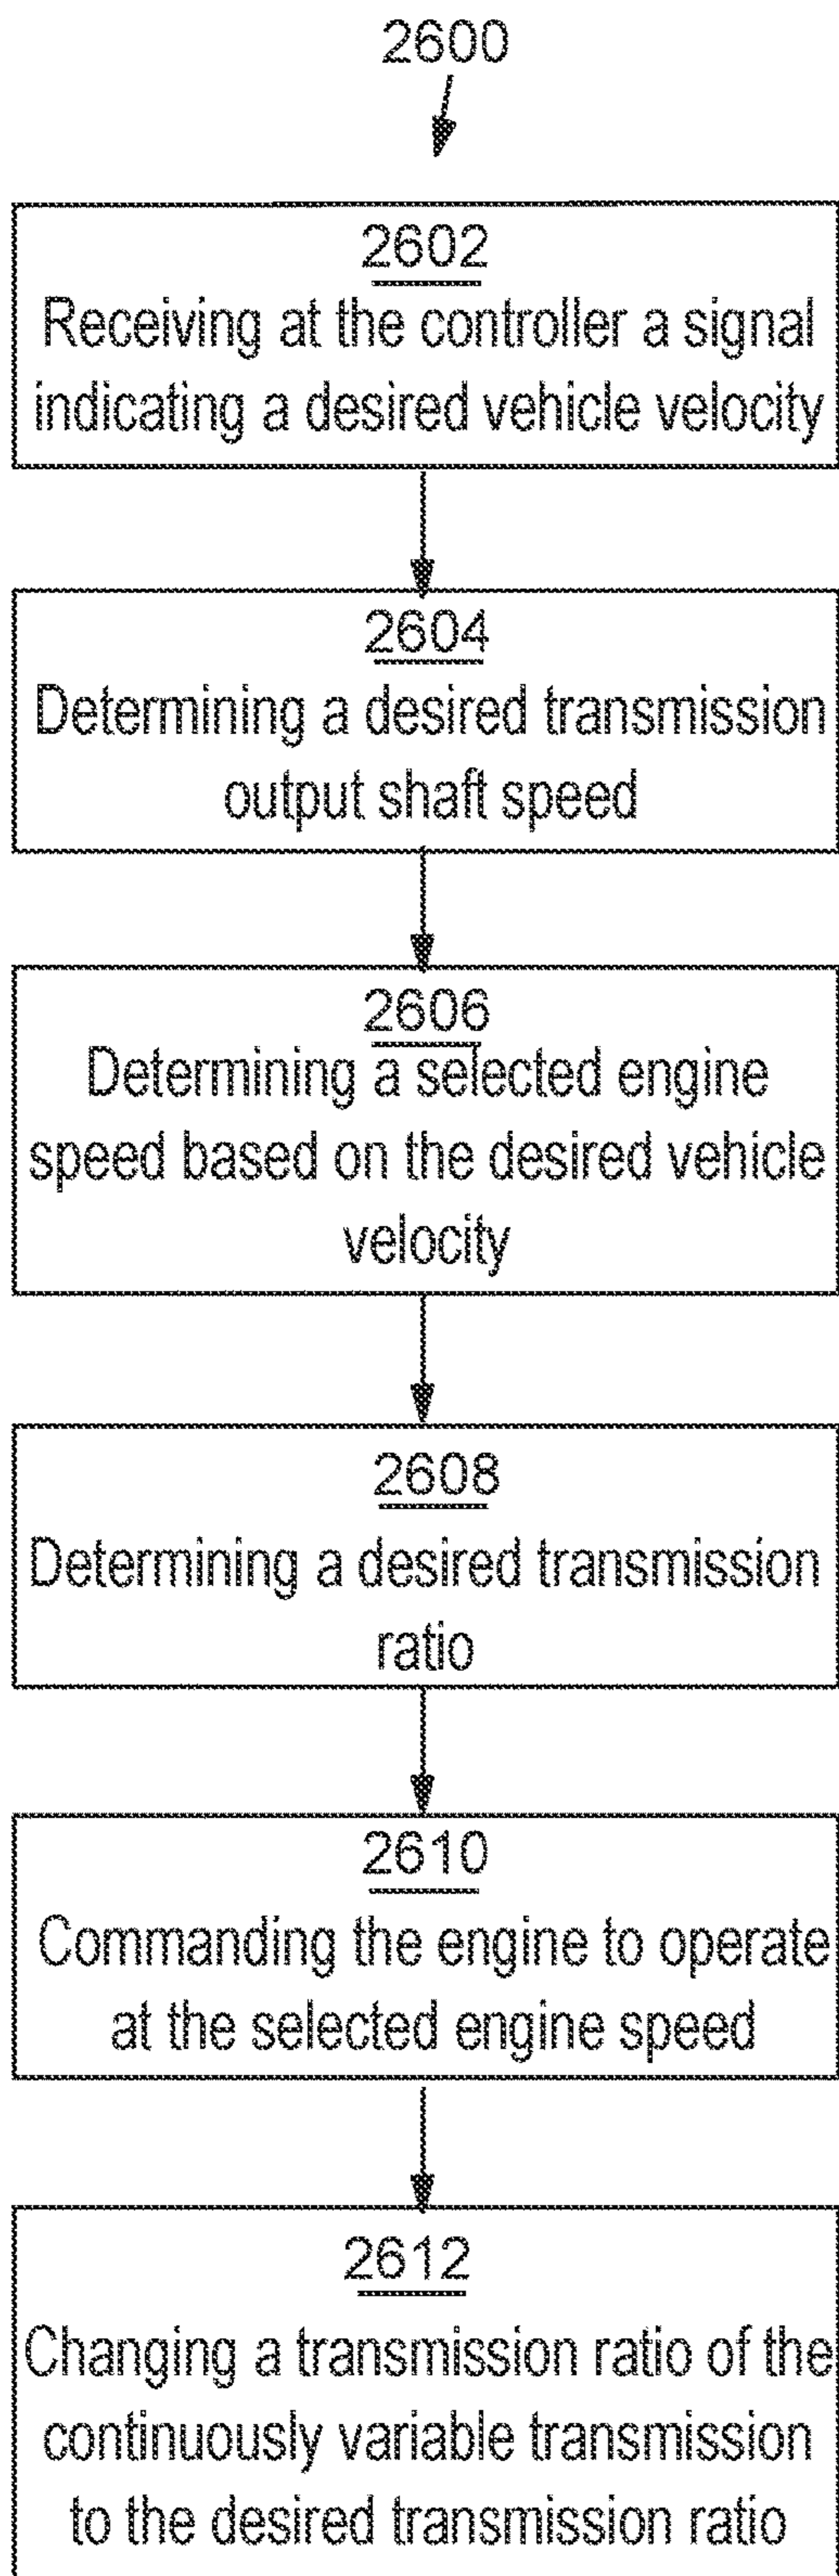 2600
2602
Receiving at the controller a signal
indicating a desired vehicle velocity
2604
Determining a desired transmission
output shaft speed
2606
Determining a selected engine
speed based on the desired vehicle
velocity
2608
Determining a desired transmission
ratio
2610
Commanding the engine to operate
at the selected engine speed
2612
Changing a transmission ratio of the
continuously variable transmission
to the desired transmission ratio